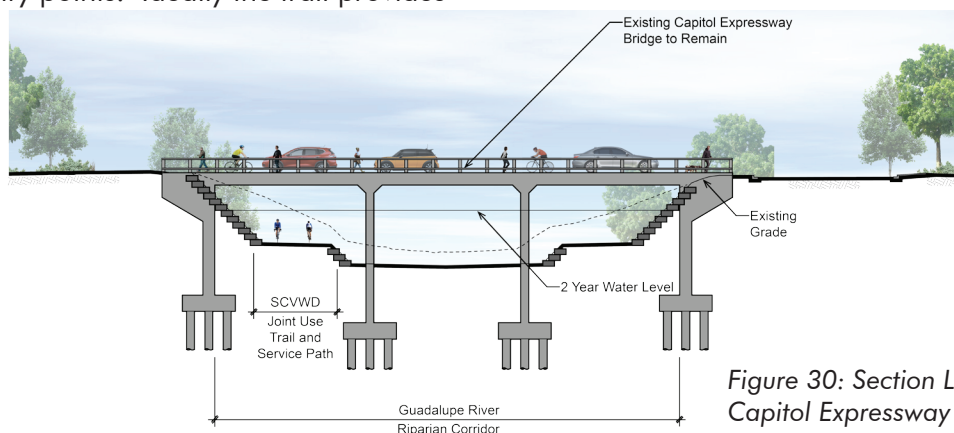 Existing Capitol Expressway
Bridge to Remain
Existing
Grade
2 Year Water Level
SCVWD
Joint Use
Trail and
Service Path
Guadalupe River
Riparian Corridor
Figure 30: Section L
Capitol Expressway